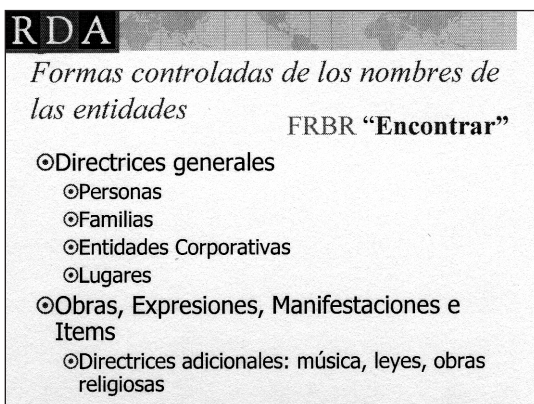 RDA
Formas controladas de los nombres de
las entidades
FRBR “Encontrar”
⊙Directrices generales
⊙Personas
⊙Familias
⊙Entidades Corporativas
⊙Lugares
⊙Obras, Expresiones, Manifestaciones e
Items
⊙Directrices adicionales: música, leyes, obras
religiosas